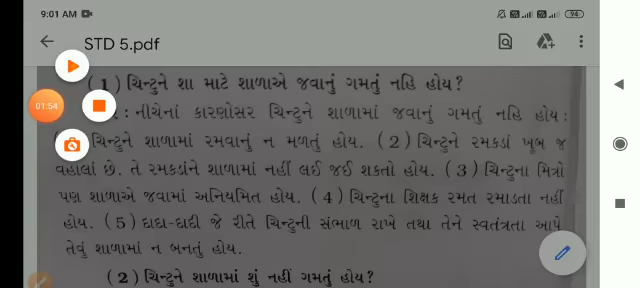 9:01 AM
94
STD 5.pdf
(1) ચિન્ટુને શા માટે શાળાએ જવાનું ગમતું નહિ હોય?
01:54
: નીચેનાં કારણોસર ચિન્ટુને શાળામાં જવાનું ગમતું નહિ હોય :
ચિન્ટુને શાળામાં રમવાનું ન મળતું હોય. (2) ચિન્ટુને રમકડાં ખૂબ જ
વહાલાં છે. તે રમકડાંને શાળામાં નહીં લઈ જઈ શકતો હોય. (3) ચિન્ટુના મિત્રો
પણ શાળાએ જવામાં અનિયમિત હોય. (4) ચિન્ટુના શિક્ષક રમત રમાડતા નહીં
હોય. (5) દાદા-દાદી જે રીતે ચિન્ટુની સંભાળ રાખે તથા તેને સ્વતંત્રતા આપે
તેવું શાળામાં ન બનતું હોય.
(2) ચિન્ટુને શાળામાં શું નહીં ગમતું હોય?